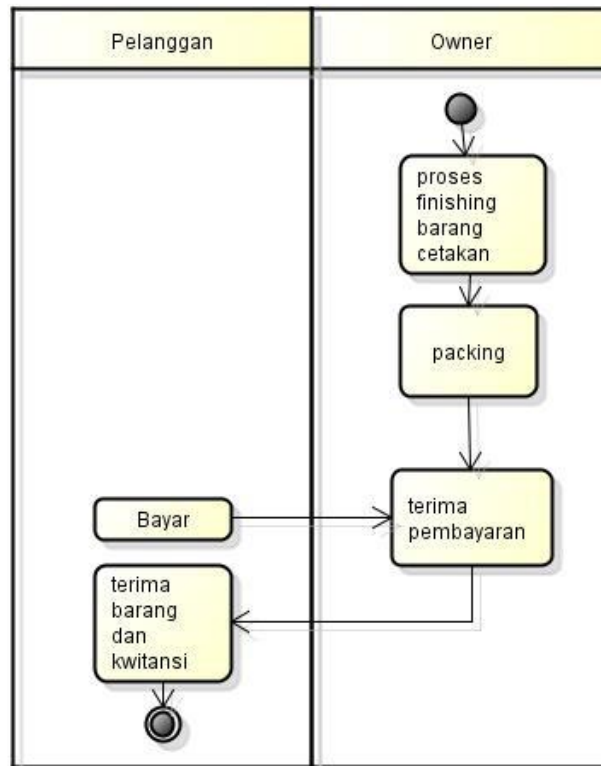 Pelanggan
Owner
proses
finishing
barang
cetakan
packing
terima
pembayaran
Bayar
terima
barang
dan
kwitansi